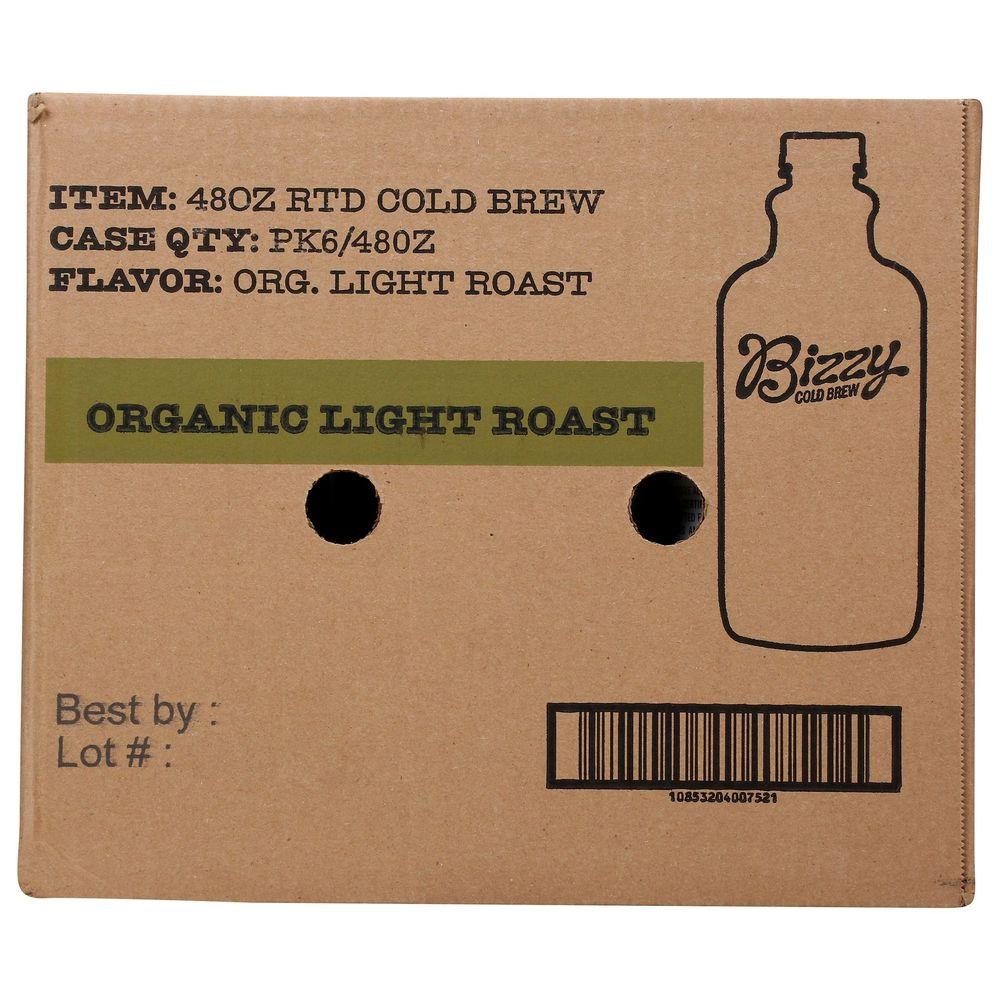 ITEM: 48OZ RTD COLD BREW
CASE QTY: PK6/48OZ
FLAVOR: ORG. LIGHT ROAST
Bizzy
COLD BREW
ORGANIC LIGHT ROAST
Best by :
Lot # :
10853204007521